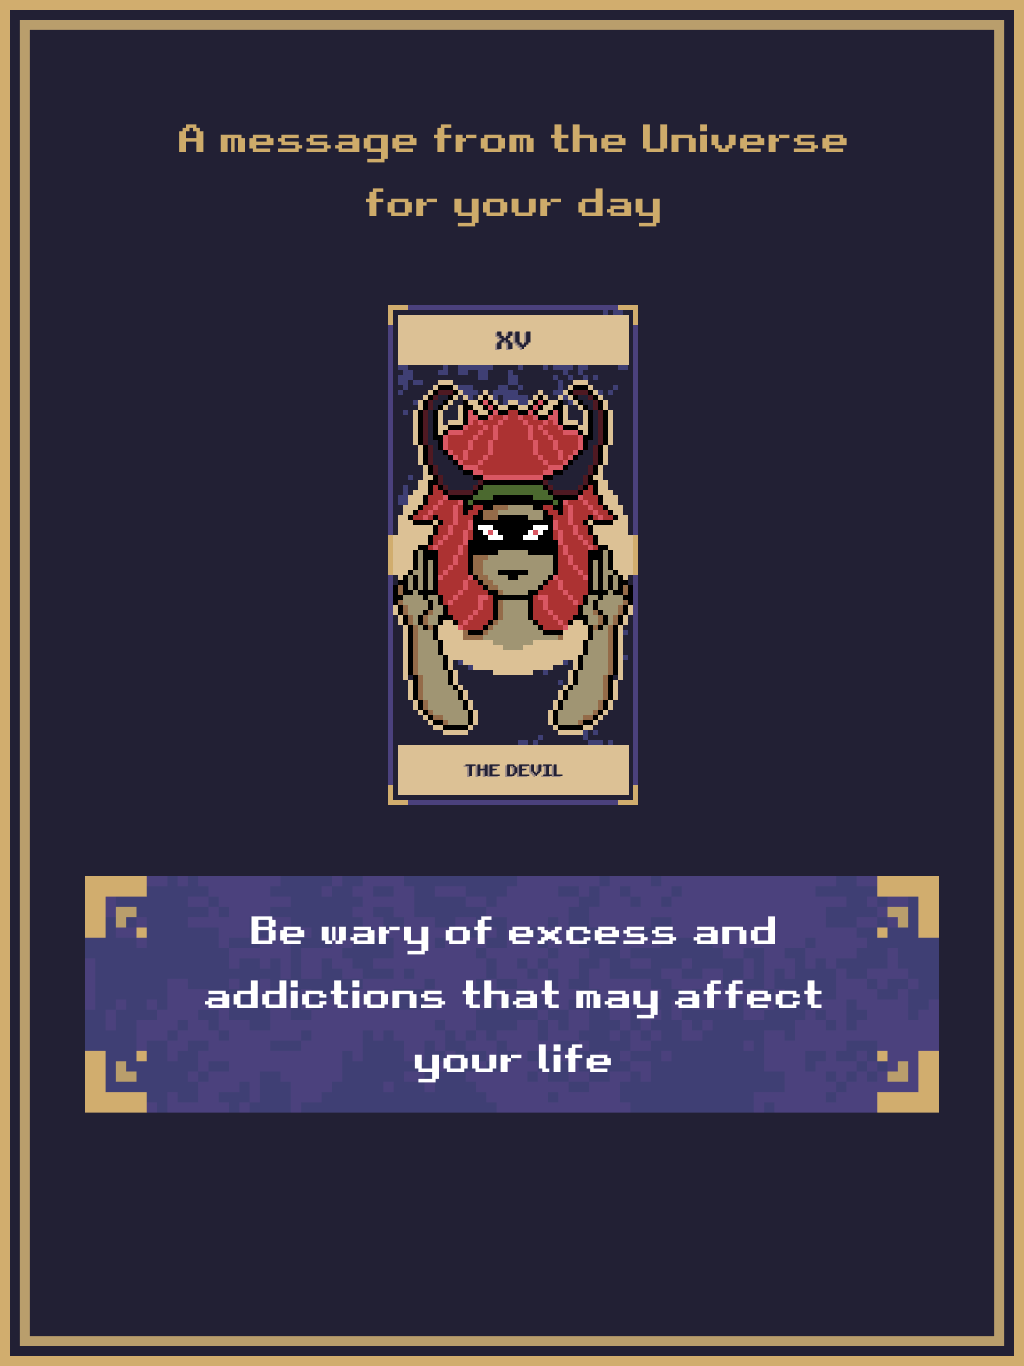 A message from the Universe
for your day
XV
THE DEVIL
Be wary of excess and
addictions that may affect
your life